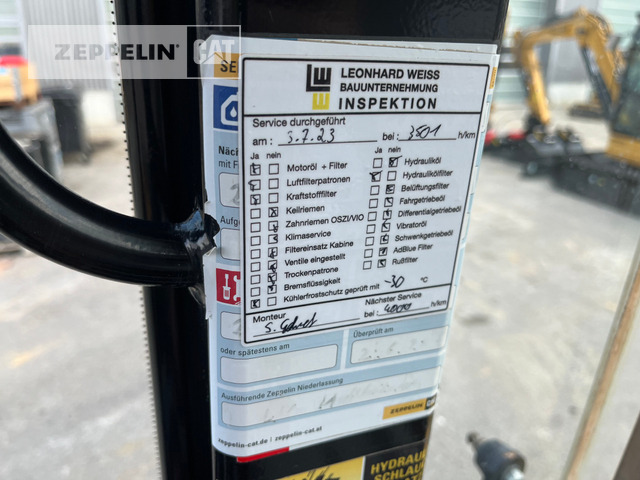 ZEPPELIN CAT
SE
LEONHARD WEISS
BAUUNTERNEHMUNG
INSPEKTION
Service durchgeführt
am: 3.7.23 bei: 3501 h/km
Ja nein
Motoröl + Filter
Luftfilterpatronen
Kraftstofffilter
Keilriemen
Zahnriemen OSZI/VIO
Klimaservice
Filtereinsatz Kabine
Ventile eingestellt
Trockenpatrone
Bremsflüssigkeit
Kühlerfrostschutz geprüft mit -30 °C
Ja nein
Hydrauliköl
Hydraulikölfilter
Belüftungsfilter
Fahrgetriebeöl
Differentialgetriebeöl
Vibratoröl
Schwenkgetriebeöl
AdBlue Filter
Rußfilter
Monteur
Nächster Service
bei: 4000 h/km
oder spätestens am
Überprüft am
Ausführende Zeppelin Niederlassung
ZEPPELIN
zeppelin-cat.de | zeppelin-cat.at
HYDRAUL
SCHLAU